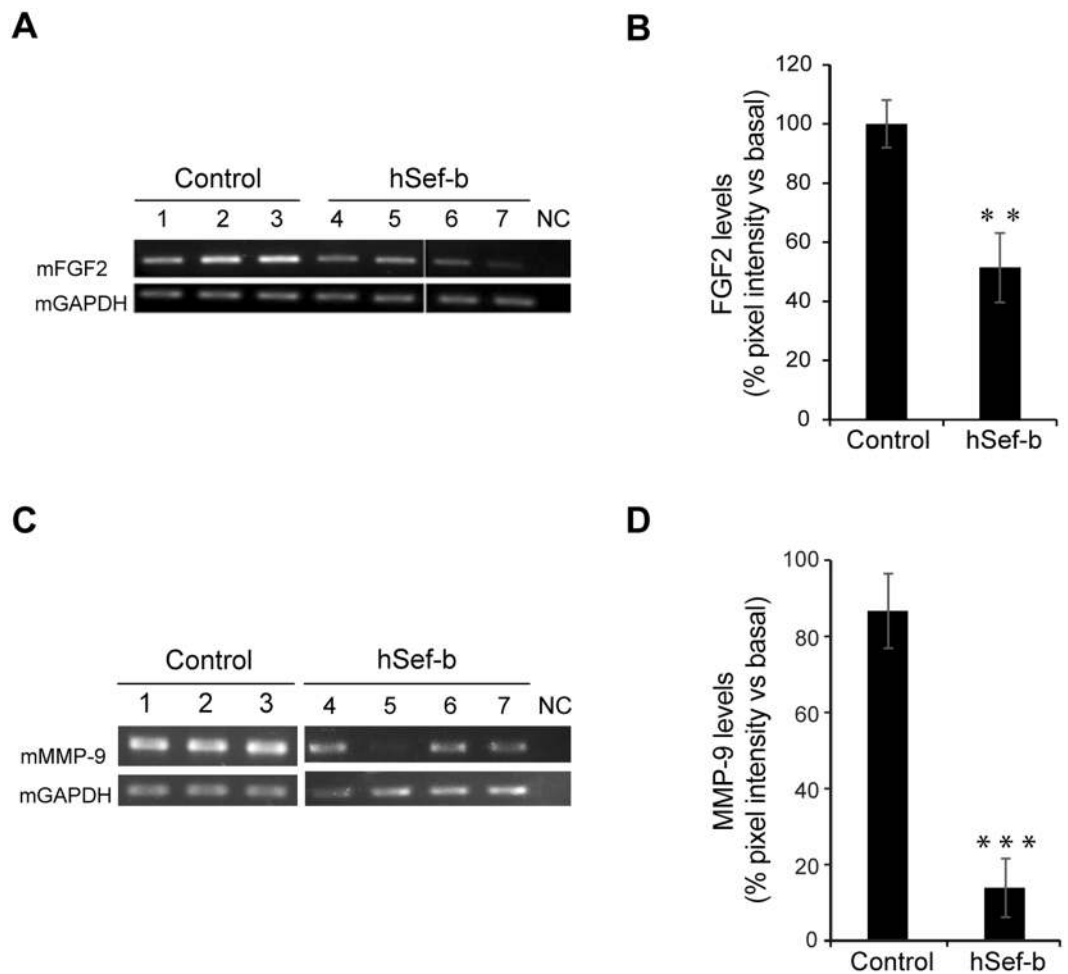 A
Control hSef-b
1 2 3 4 5 6 7 NC
mFGF2
mGAPDH
B
FGF2 levels
(% pixel intensity vs basal)
120
100
80
60
40
20
0
* *
Control hSef-b
C
Control hSef-b
1 2 3 4 5 6 7 NC
mMMP-9
mGAPDH
D
MMP-9 levels
(% pixel intensity vs basal)
100
80
60
40
20
0
* * *
Control hSef-b